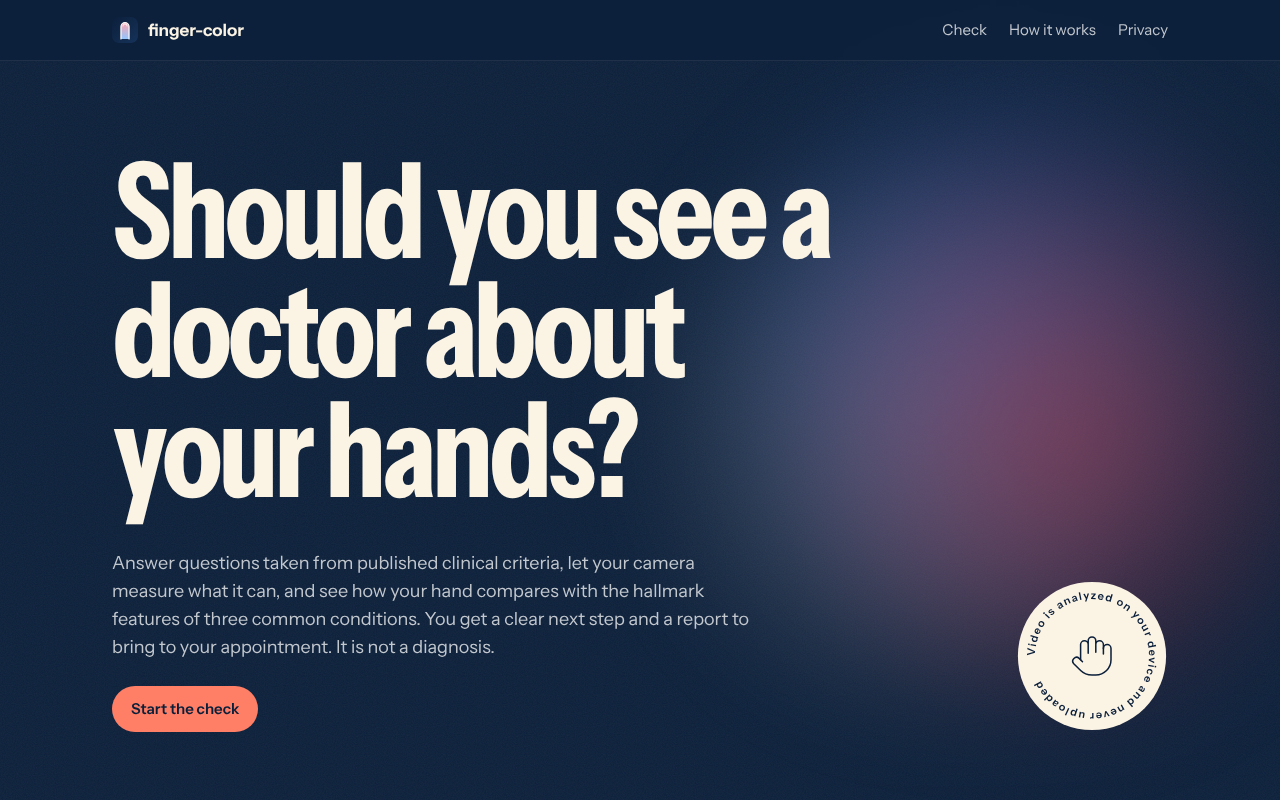 finger-color
Check
How it works
Privacy
Should you see a
doctor about
your hands?
Answer questions taken from published clinical criteria, let your camera
measure what it can, and see how your hand compares with the hallmark
features of three common conditions. You get a clear next step and a report to
bring to your appointment. It is not a diagnosis.
Start the check
Video is analyzed on your device and never uploaded